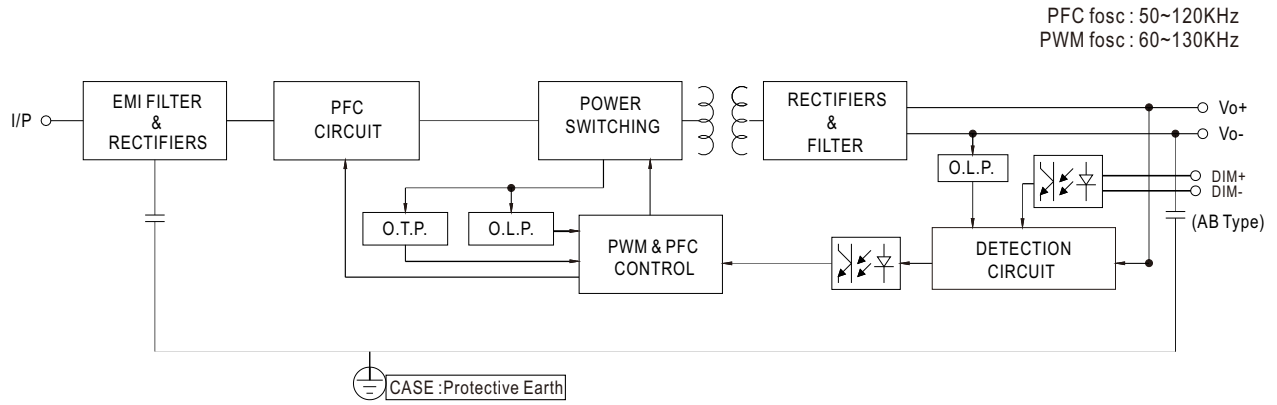 PFC fosc : 50~120KHz
PWM fosc : 60~130KHz
I/P
EMI FILTER
&
RECTIFIERS
PFC
CIRCUIT
POWER
SWITCHING
RECTIFIERS
&
FILTER
Vo+
Vo-
O.L.P.
DIM+
DIM-
(AB Type)
O.T.P.
O.L.P.
PWM & PFC
CONTROL
DETECTION
CIRCUIT
CASE :Protective Earth